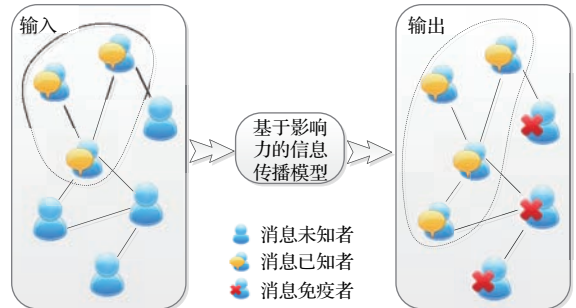 输入
输出
基于影响
力的信息
传播模型
消息未知者
消息已知者
消息免疫者